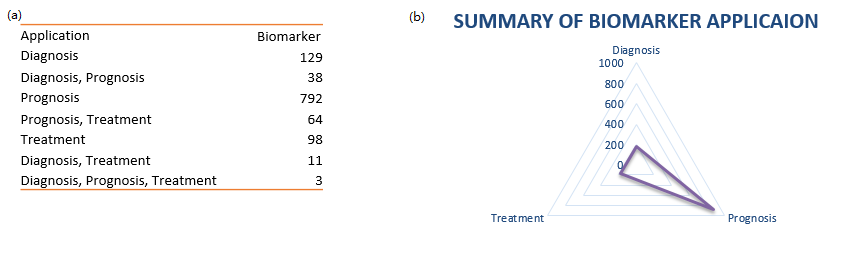 (a)
Application Biomarker
Diagnosis 129
Diagnosis, Prognosis 38
Prognosis 792
Prognosis, Treatment 64
Treatment 98
Diagnosis, Treatment 11
Diagnosis, Prognosis, Treatment 3
(b)
SUMMARY OF BIOMARKER APPLICAION
Diagnosis
1000
800
600
400
200
0
Treatment
Prognosis